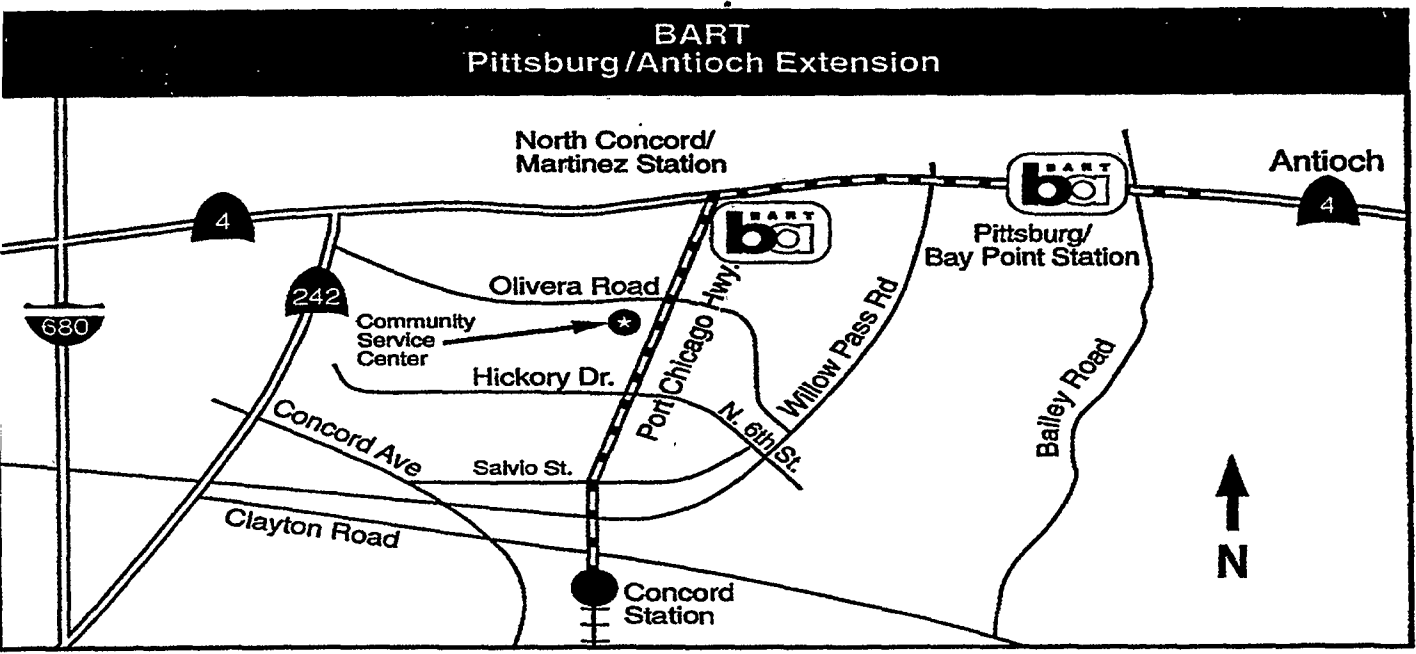 BART
Pittsburg/Antioch Extension
North Concord/
Martinez Station
BART
ba
Antioch
4
4
BART
ba
Pittsburg/
Bay Point Station
242
Olivera Road
680
Community
Service
Center
Port Chicago Hwy.
Willow Pass Rd
Hickory Dr.
Bailey Road
Concord Ave
N. 6th St.
Salvio St.
Clayton Road
N
Concord
Station